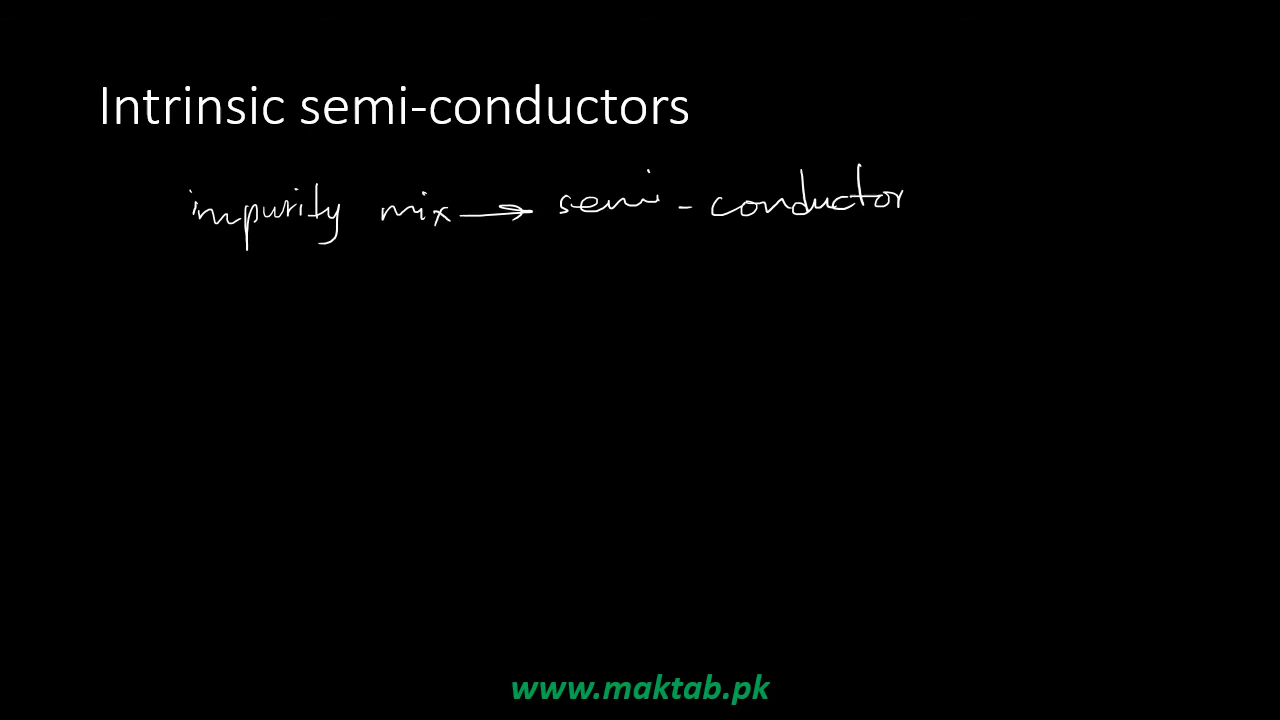 Intrinsic semi-conductors
impurity mix → semi-conductor
www.maktab.pk